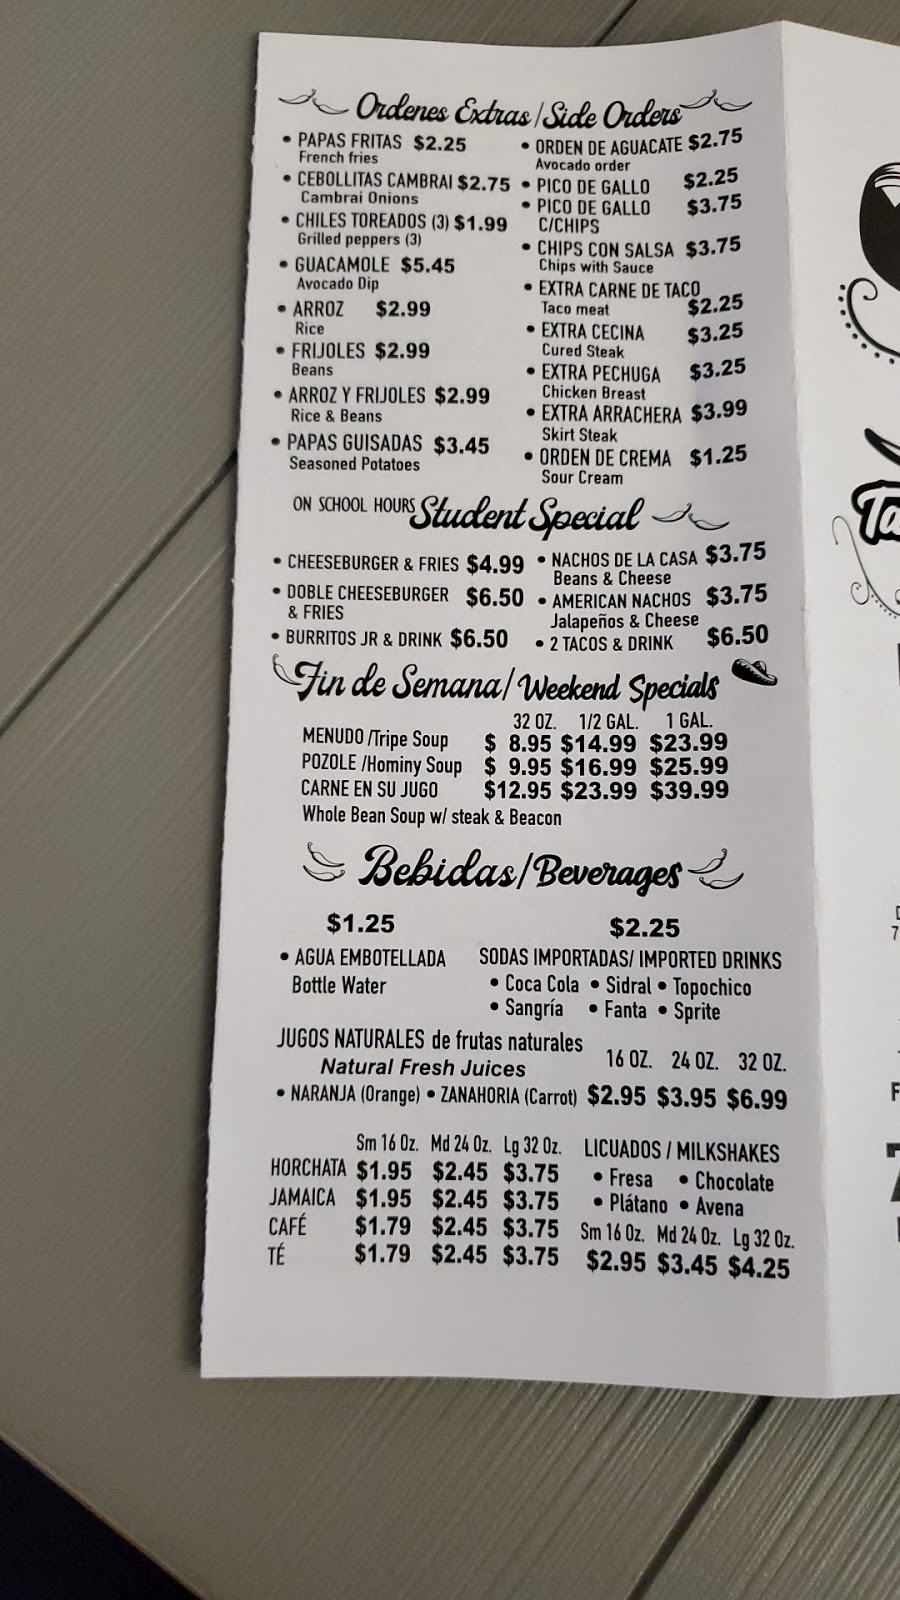 Ordenes Extras/Side Orders
• PAPAS FRITAS $2.25
French fries
• CEBOLLITAS CAMBRAI $2.75
Cambrai Onions
• CHILES TOREADOS (3) $1.99
Grilled peppers (3)
• GUACAMOLE $5.45
Avocado Dip
• ARROZ $2.99
Rice
• FRIJOLES $2.99
Beans
• ARROZ Y FRIJOLES $2.99
Rice & Beans
• PAPAS GUISADAS $3.45
Seasoned Potatoes
• ORDEN DE AGUACATE $2.75
Avocado order
• PICO DE GALLO $2.25
• PICO DE GALLO $3.75
C/CHIPS
• CHIPS CON SALSA $3.75
Chips with Sauce
• EXTRA CARNE DE TACO
Taco meat $2.25
• EXTRA CECINA $3.25
Cured Steak
• EXTRA PECHUGA $3.25
Chicken Breast
• EXTRA ARRACHERA $3.99
Skirt Steak
• ORDEN DE CREMA $1.25
Sour Cream
ON SCHOOL HOURS Student Special
• CHEESEBURGER & FRIES $4.99
• DOBLE CHEESEBURGER $6.50
& FRIES
• BURRITOS JR & DRINK $6.50
• NACHOS DE LA CASA $3.75
Beans & Cheese
• AMERICAN NACHOS $3.75
Jalapeños & Cheese
• 2 TACOS & DRINK $6.50
Fin de Semana/ Weekend Specials
32 OZ. 1/2 GAL. 1 GAL.
MENUDO /Tripe Soup $ 8.95 $14.99 $23.99
POZOLE /Hominy Soup $ 9.95 $16.99 $25.99
CARNE EN SU JUGO $12.95 $23.99 $39.99
Whole Bean Soup w/ steak & Beacon
Bebidas/Beverages
$1.25
• AGUA EMBOTELLADA
Bottle Water
$2.25
SODAS IMPORTADAS/ IMPORTED DRINKS
• Coca Cola • Sidral • Topochico
• Sangría • Fanta • Sprite
JUGOS NATURALES de frutas naturales
Natural Fresh Juices 16 OZ. 24 OZ. 32 OZ.
• NARANJA (Orange) • ZANAHORIA (Carrot) $2.95 $3.95 $6.99
Sm 16 Oz. Md 24 Oz. Lg 32 Oz.
HORCHATA $1.95 $2.45 $3.75
JAMAICA $1.95 $2.45 $3.75
CAFÉ $1.79 $2.45 $3.75
TÉ $1.79 $2.45 $3.75
LICUADOS / MILKSHAKES
• Fresa • Chocolate
• Plátano • Avena
Sm 16 Oz. Md 24 Oz. Lg 32 Oz.
$2.95 $3.45 $4.25
Ta